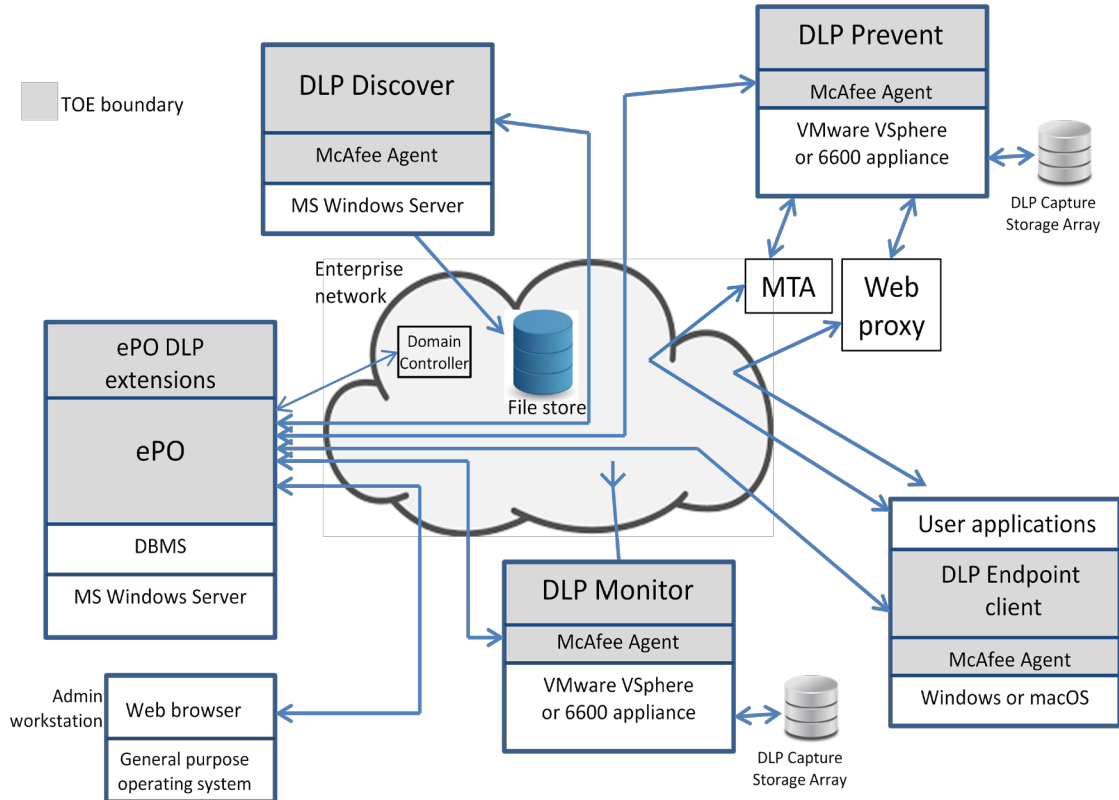 TOE boundary
DLP Discover
McAfee Agent
MS Windows Server
DLP Prevent
McAfee Agent
VMware VSphere
or 6600 appliance
DLP Capture
Storage Array
Enterprise
network
MTA
Web
proxy
Domain
Controller
File store
ePO DLP
extensions
ePO
DBMS
MS Windows Server
User applications
DLP Endpoint
client
McAfee Agent
Windows or macOS
DLP Monitor
McAfee Agent
VMware VSphere
or 6600 appliance
DLP Capture
Storage Array
Admin
workstation
Web browser
General purpose
operating system